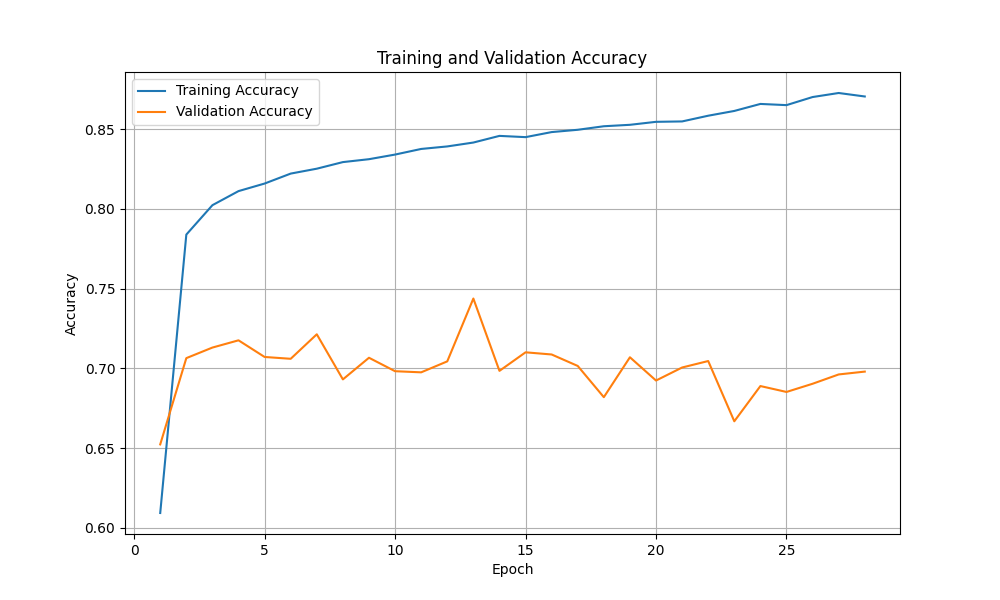 Training and Validation Accuracy
Training Accuracy
Validation Accuracy
Accuracy
0.85
0.80
0.75
0.70
0.65
0.60
0
5
10
15
20
25
Epoch